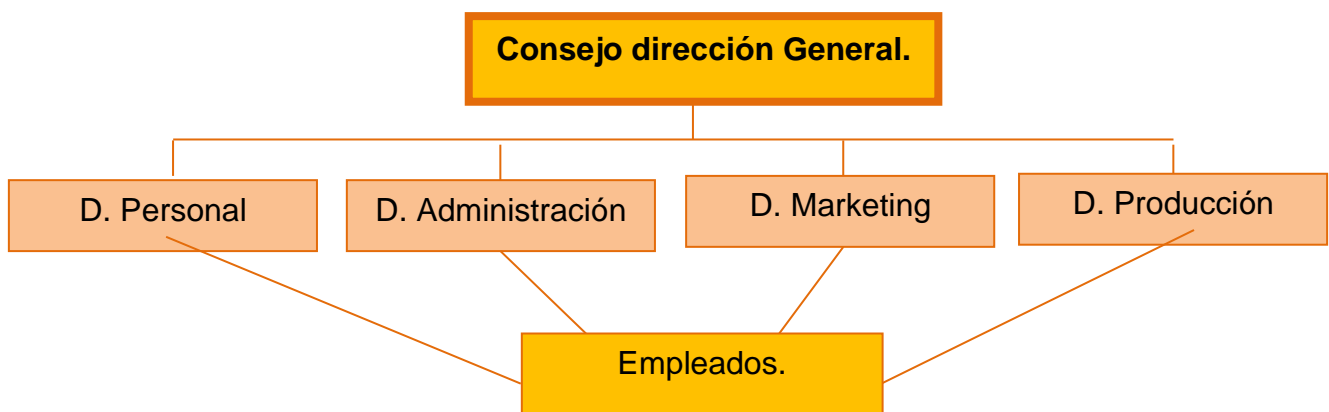 Consejo dirección General.
D. Personal
D. Administración
D. Marketing
D. Producción
Empleados.